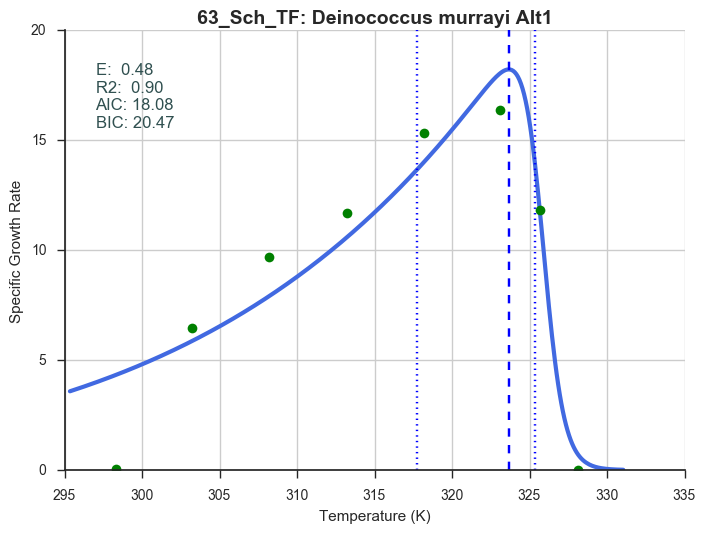 63_Sch_TF: Deinococcus murrayi Alt1
E:  0.48
R2:  0.90
AIC: 18.08
BIC: 20.47
Specific Growth Rate
20
15
10
5
0
295 300 305 310 315 320 325 330 335
Temperature (K)